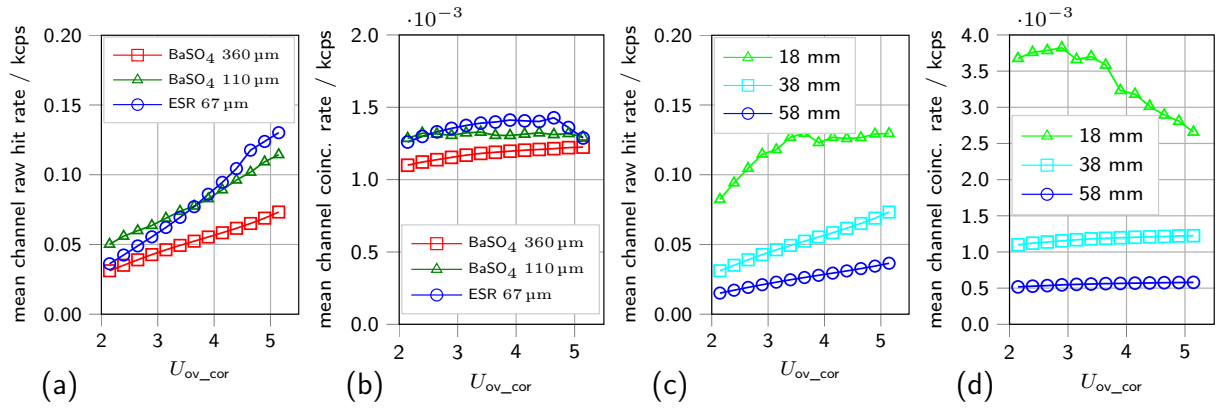 mean channel raw hit rate / kcps
0.20
0.15
0.10
0.05
0.00
BaSO4 360 µm
BaSO4 110 µm
ESR 67 µm
2 3 4 5
Uov_cor
(a)
·10−3
mean channel coinc. rate / kcps
2.0
1.5
1.0
0.5
0.0
BaSO4 360 µm
BaSO4 110 µm
ESR 67 µm
2 3 4 5
Uov_cor
(b)
mean channel raw hit rate / kcps
0.20
0.15
0.10
0.05
0.00
18 mm
38 mm
58 mm
2 3 4 5
Uov_cor
(c)
·10−3
mean channel coinc. rate / kcps
4.0
3.5
3.0
2.5
2.0
1.5
1.0
0.5
0.0
18 mm
38 mm
58 mm
2 3 4 5
Uov_cor
(d)